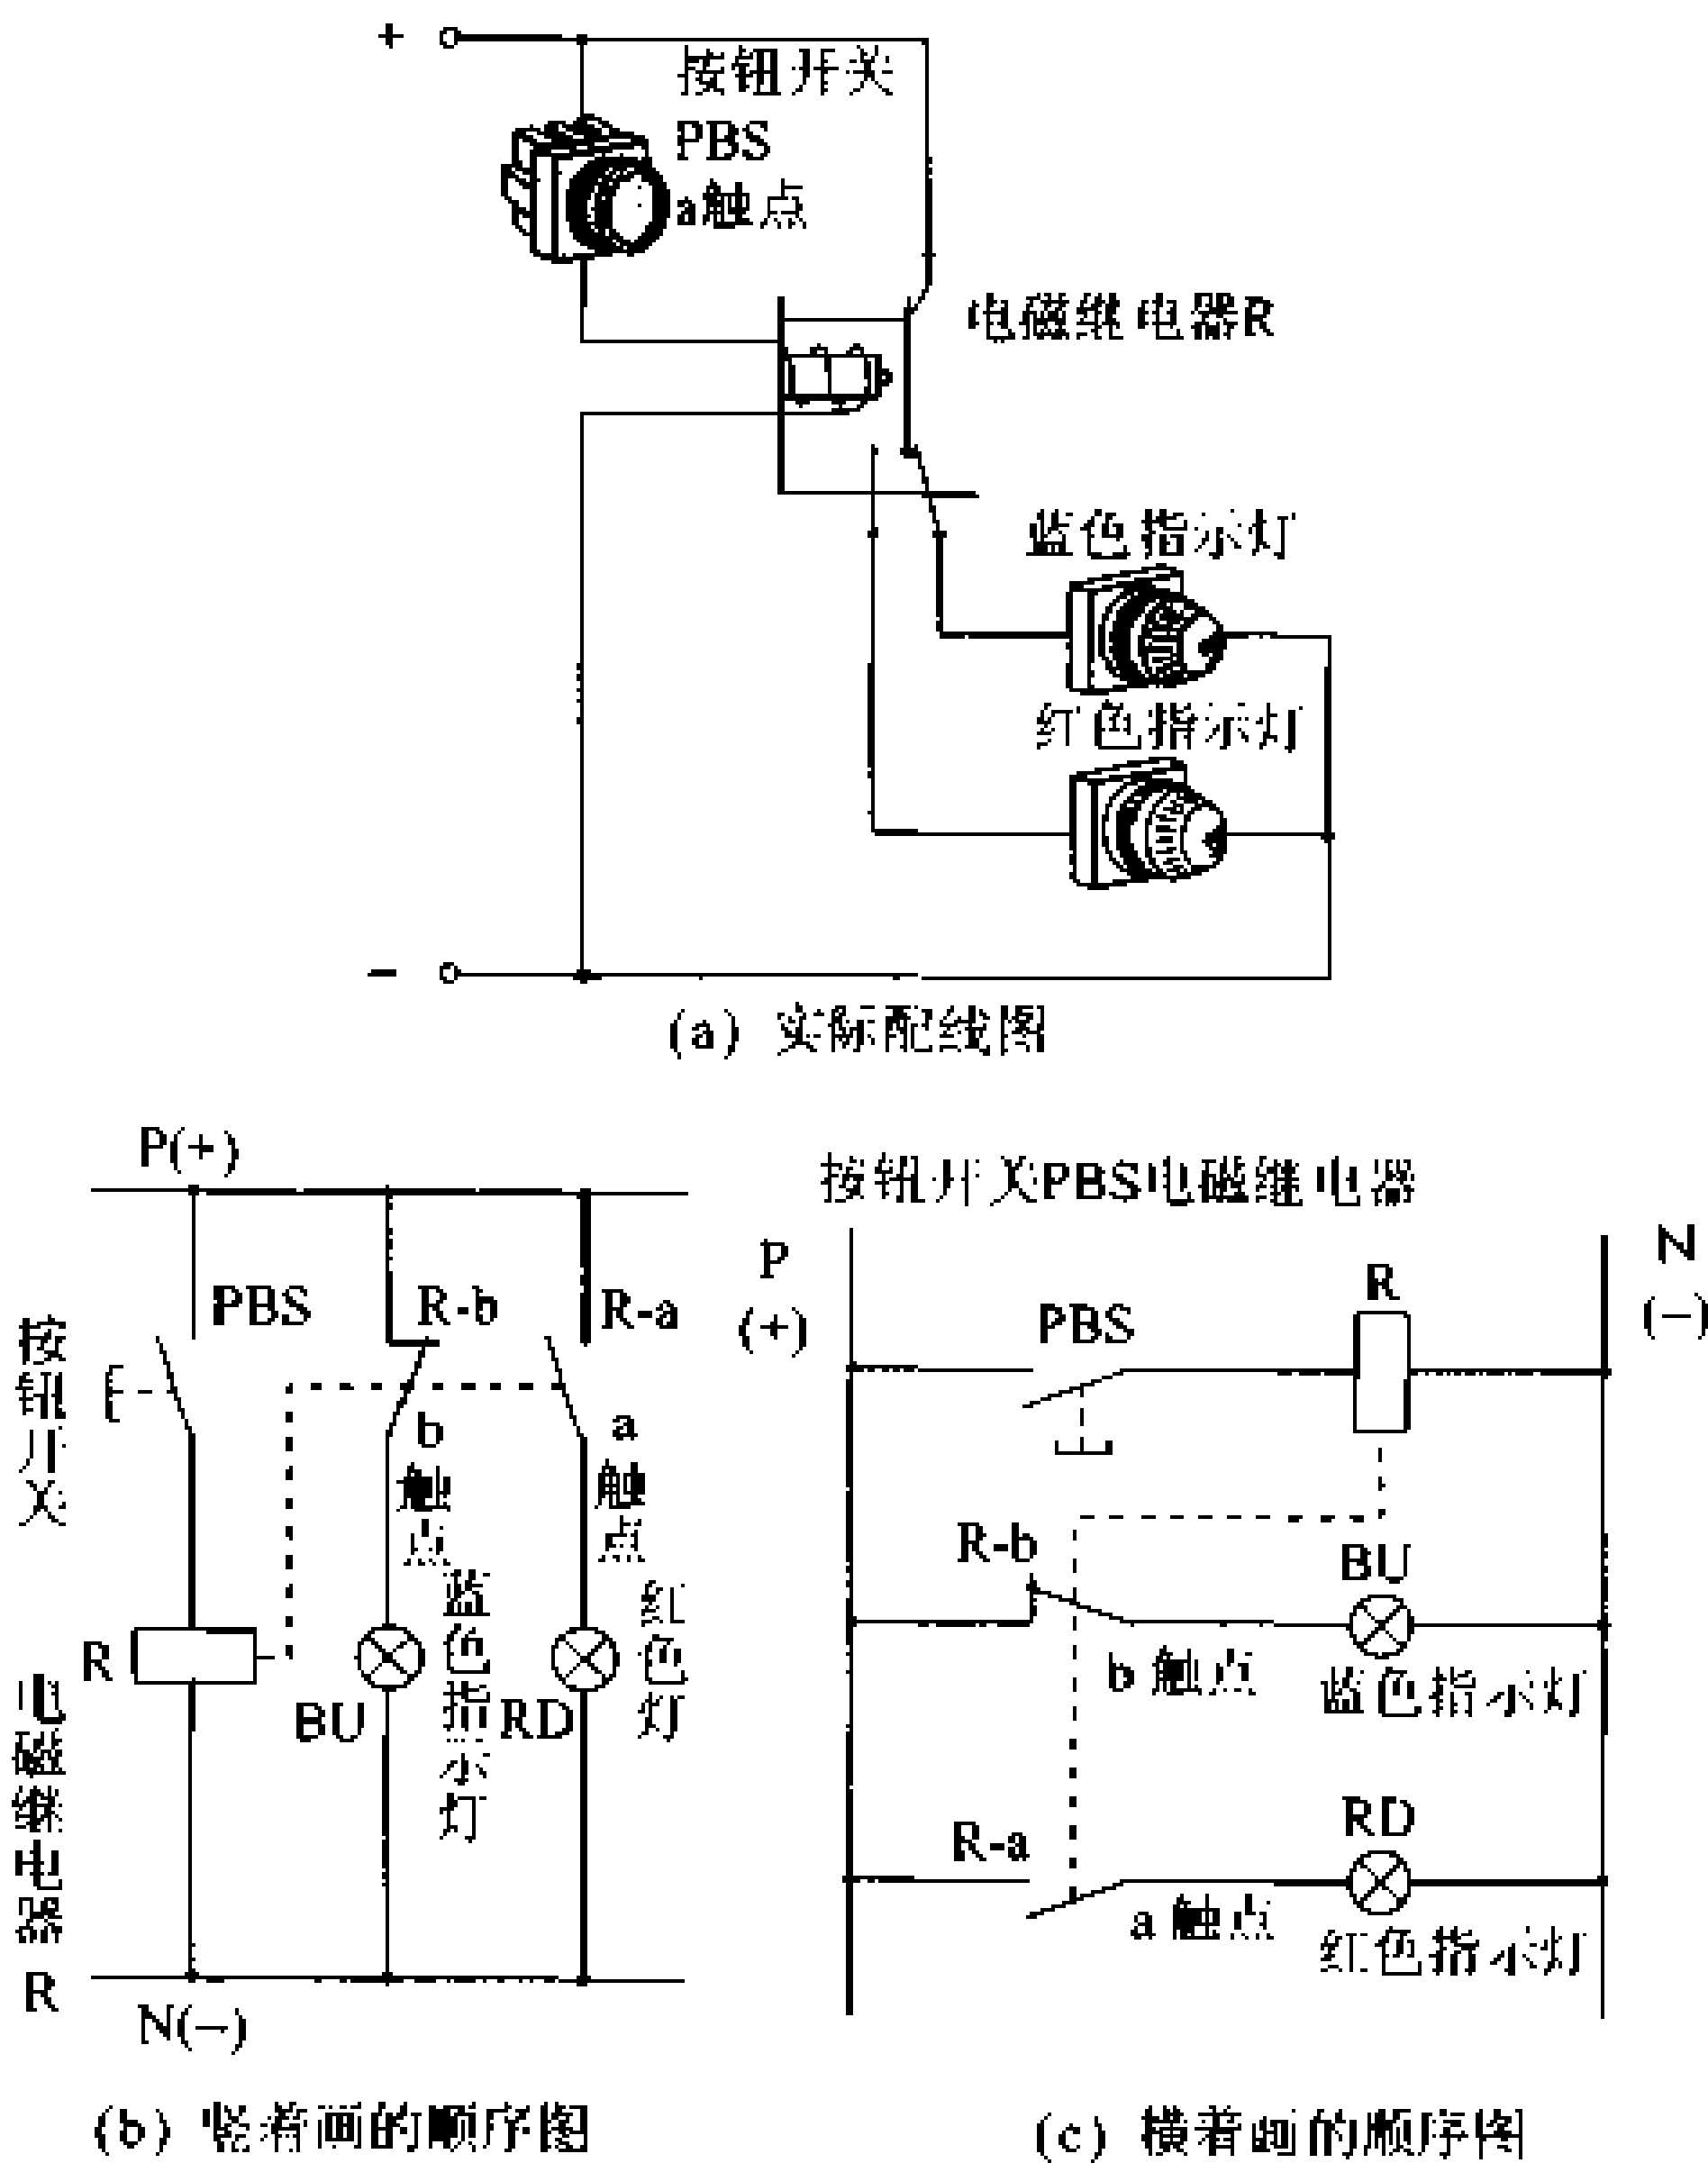 +
按钮开关
PBS
a触点
电磁继电器R
蓝色指示灯
红色指示灯
−
(a) 实际配线图
P(+)
PBS
R-b
R-a
按钮开关
b触点
a触点
R
BU
蓝色指示灯
RD
红色灯
电磁继电器R
N(−)
(b) 竖着画的顺序图
按钮开关PBS电磁继电器
P
(+)
N
(−)
R
PBS
R-b
BU
b触点
蓝色指示灯
R-a
RD
a触点
红色指示灯
(c) 横着画的顺序图